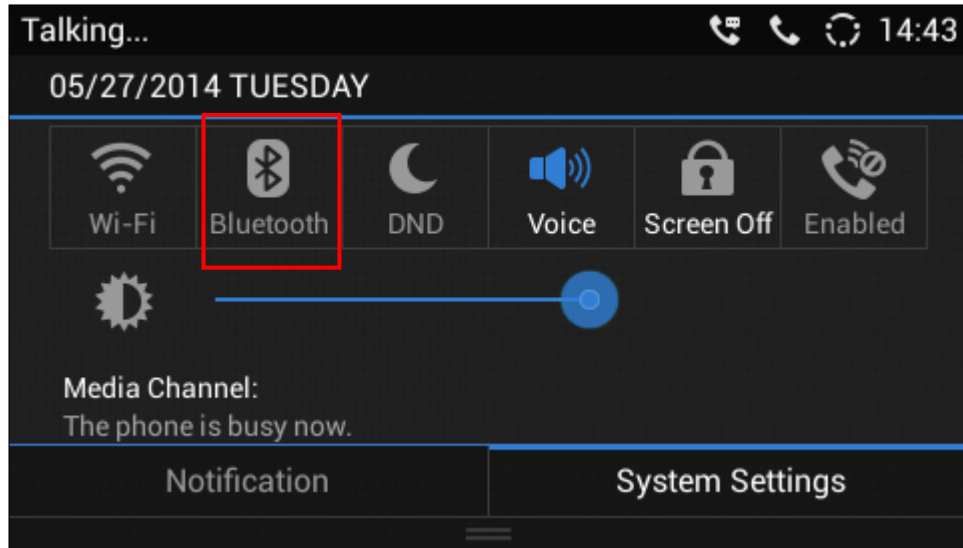 Talking... 14:43
05/27/2014 TUESDAY
Wi-Fi Bluetooth DND Voice Screen Off Enabled
Media Channel:
The phone is busy now.
Notification System Settings